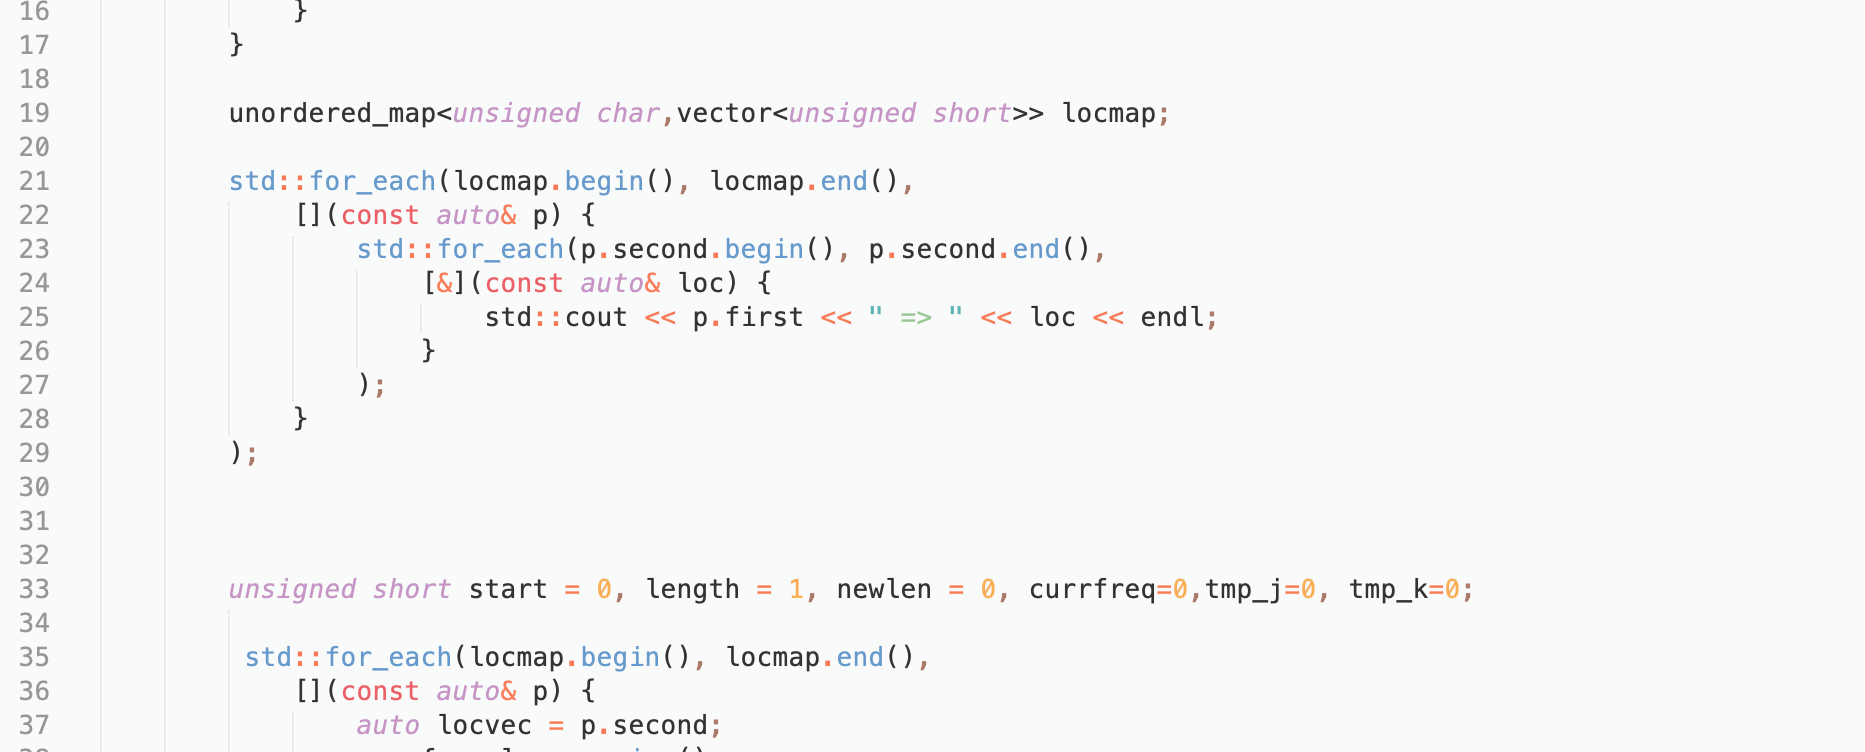 16 }
17 }
18
19 unordered_map<unsigned char,vector<unsigned short>> locmap;
20
21 std::for_each(locmap.begin(), locmap.end(),
22 [](const auto& p) {
23 std::for_each(p.second.begin(), p.second.end(),
24 [&](const auto& loc) {
25 std::cout << p.first << " => " << loc << endl;
26 }
27 );
28 }
29 );
30
31
32
33 unsigned short start = 0, length = 1, newlen = 0, currfreq=0,tmp_j=0, tmp_k=0;
34
35 std::for_each(locmap.begin(), locmap.end(),
36 [](const auto& p) {
37 auto locvec = p.second;